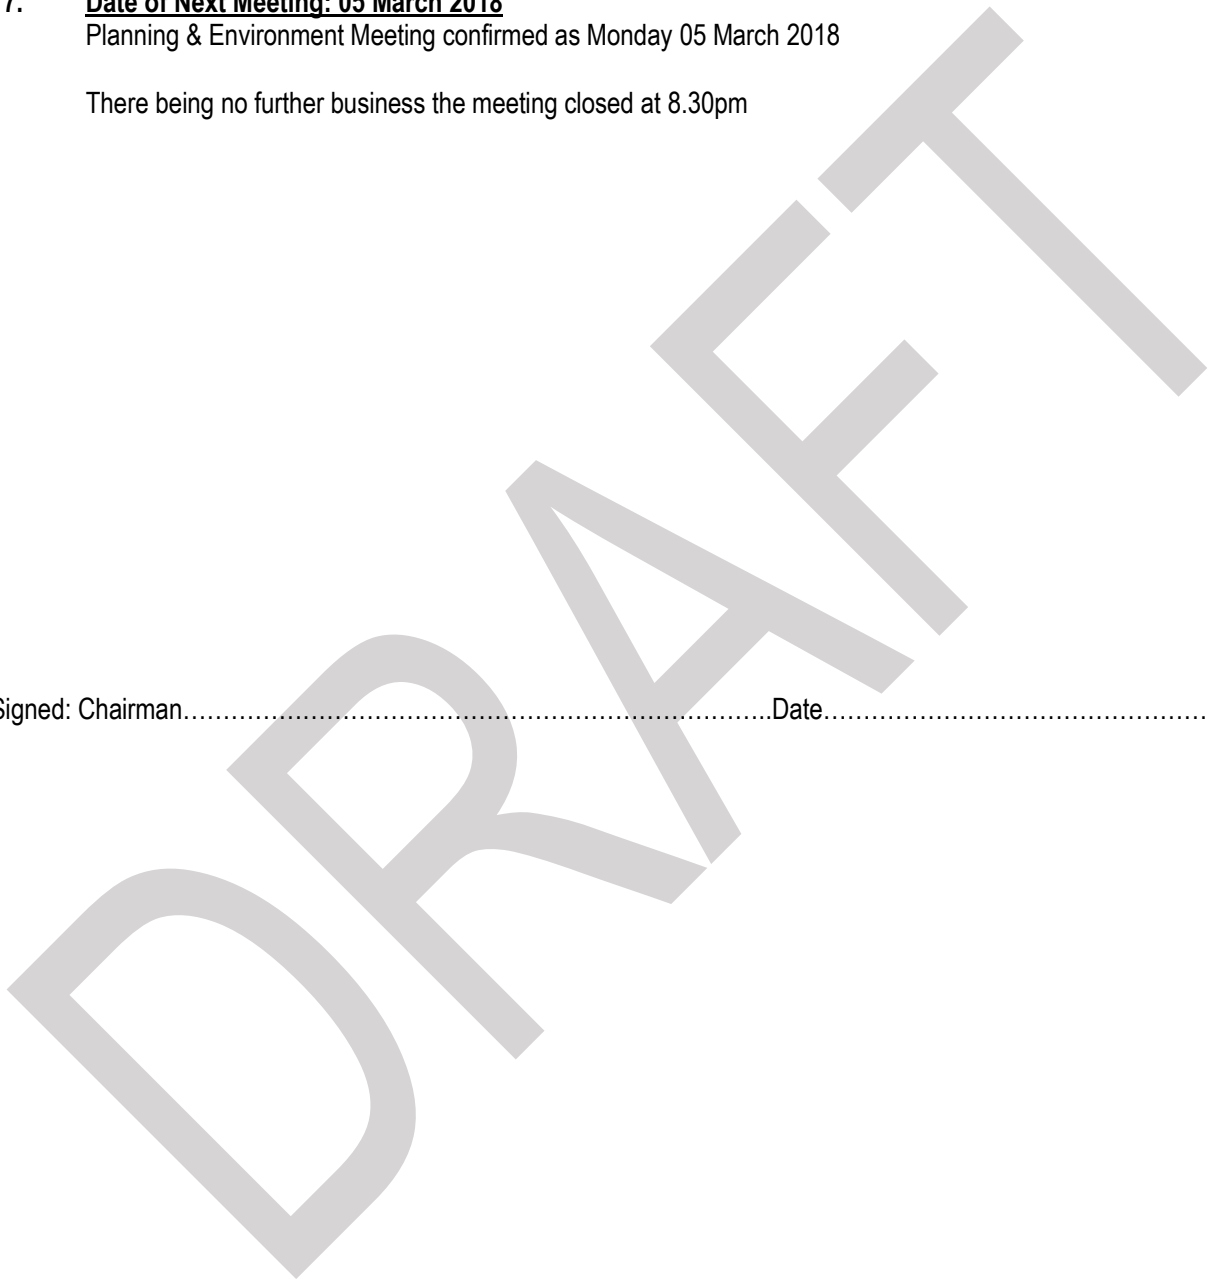 7. Date of Next Meeting: 05 March 2018
Planning & Environment Meeting confirmed as Monday 05 March 2018
There being no further business the meeting closed at 8.30pm
Signed: Chairman…………………………………………………………………..Date…………………………………………
DRAFT